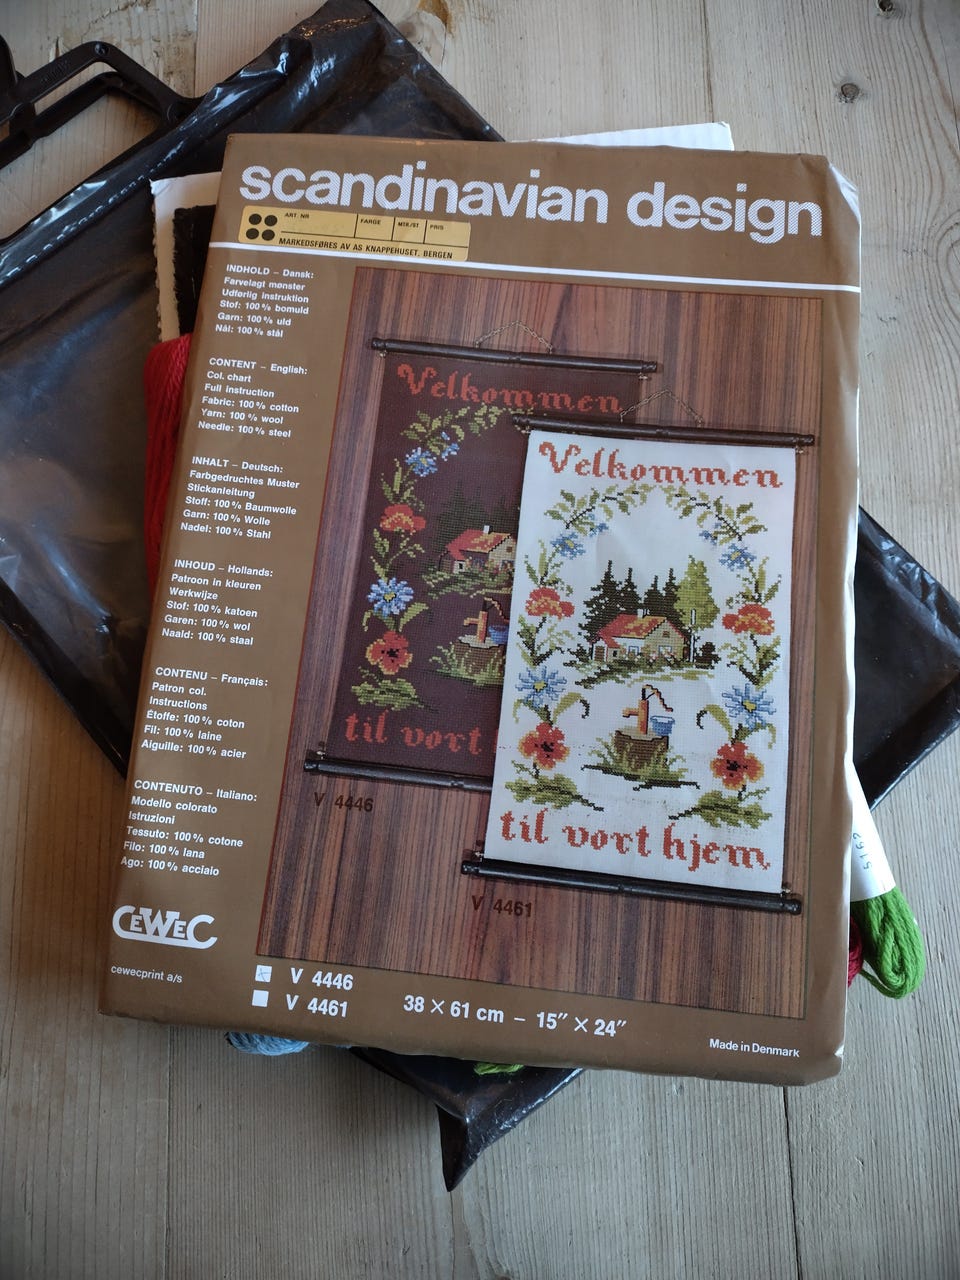 scandinavian design
ART. NR FARGE MTR/ST PRIS
MARKEDSFØRES AV AS KNAPPEHUSET, BERGEN
INDHOLD – Dansk:
Farvelagt mønster
Udførlig instruktion
Stof: 100 % bomuld
Garn: 100 % uld
Nål: 100 % stål
CONTENT – English:
Col. chart
Full instruction
Fabric: 100 % cotton
Yarn: 100 % wool
Needle: 100 % steel
INHALT – Deutsch:
Farbgedruchtes Muster
Stickanleitung
Stoff: 100 % Baumwolle
Garn: 100 % Wolle
Nadel: 100 % Stahl
INHOUD – Hollands:
Patroon in kleuren
Werkwijze
Stof: 100 % katoen
Garen: 100 % wol
Naald: 100 % staal
CONTENU – Français:
Patron col.
Instructions
Étoffe: 100 % coton
Fil: 100 % laine
Aiguille: 100 % acier
CONTENUTO – Italiano:
Modello colorato
Istruzioni
Tessuto: 100 % cotone
Filo: 100 % lana
Ago: 100 % acciaio
CEWEC
cewecprint a/s
Velkommen
til vort
V 4446
Velkommen
til vort hjem
V 4461
V 4446
V 4461
38 × 61 cm – 15″ × 24″
Made in Denmark
5162